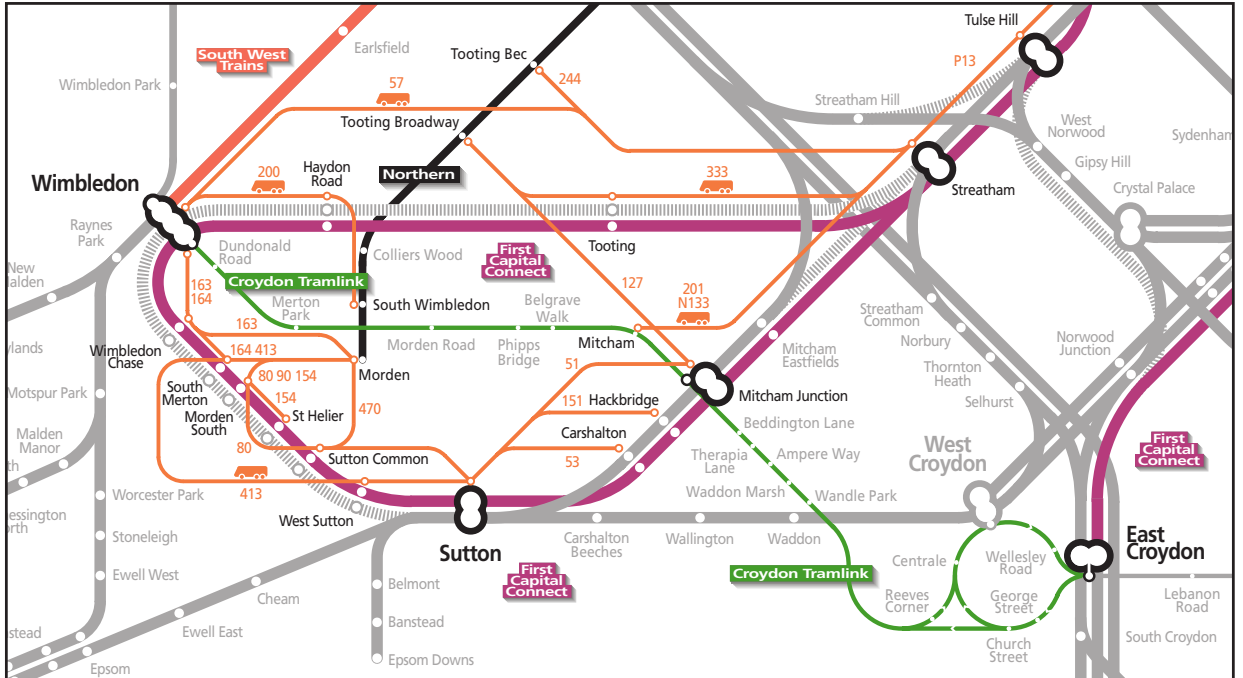 Tulse Hill
Earlsfield
South West
Trains
Tooting Bec
P13
Wimbledon Park
57
244
Streatham Hill
Tooting Broadway
West
Norwood
Sydenham
200
Haydon
Road
Northern
333
Gipsy Hill
Wimbledon
Streatham
Crystal Palace
Raynes
Park
Dundonald
Road
Colliers Wood
First
Capital
Connect
Tooting
New
alden
Croydon Tramlink
163
164
Merton
Park
South Wimbledon
Belgrave
Walk
127
201
N133
Streatham
Common
163
Norbury
Norwood
Junction
ylands
Wimbledon
Chase
164 413
Morden Road
Phipps
Bridge
Mitcham
Mitcham
Eastfields
51
Thornton
Heath
Motspur Park
South
Merton
80 90 154
Morden
Mitcham Junction
Selhurst
154
151
Hackbridge
Morden
South
St Helier
470
Beddington Lane
Malden
Manor
Carshalton
West
Croydon
First
Capital
Connect
80
Sutton Common
53
Therapia
Lane
Ampere Way
th
413
Waddon Marsh
Wandle Park
Worcester Park
essington
orth
West Sutton
Stoneleigh
Sutton
Carshalton
Beeches
Wallington
Waddon
East
Croydon
Centrale
Wellesley
Road
Ewell West
First
Capital
Connect
Croydon Tramlink
Belmont
Cheam
Reeves
Corner
George
Street
Lebanon
Road
Banstead
stead
Ewell East
Church
Street
South Croydon
Epsom Downs
Epsom